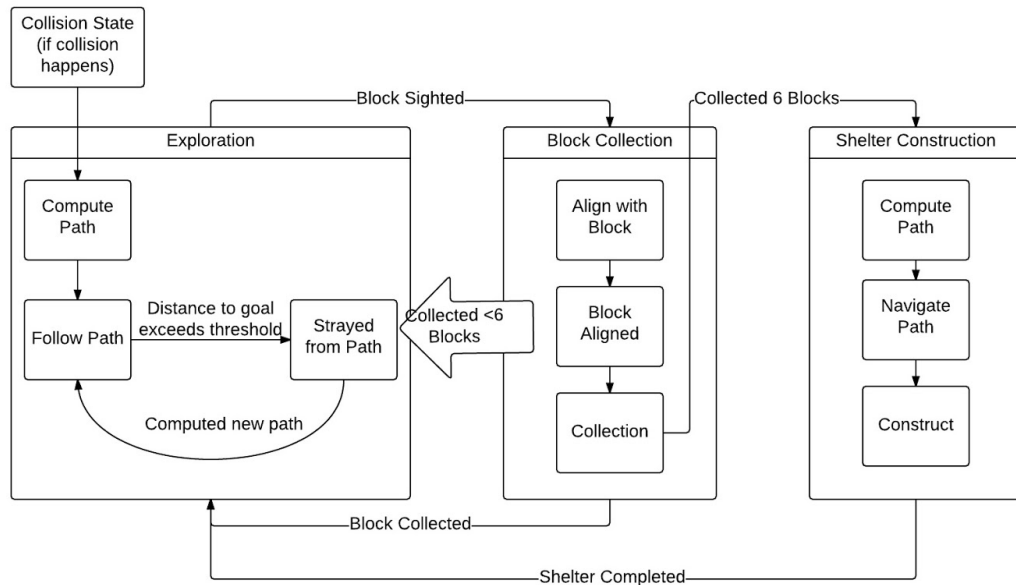 Collision State
(if collision
happens)
Block Sighted
Collected 6 Blocks
Exploration
Block Collection
Shelter Construction
Compute
Path
Align with
Block
Compute
Path
Follow Path
Distance to goal
exceeds threshold
Strayed
from Path
Collected <6
Blocks
Block
Aligned
Navigate
Path
Computed new path
Collection
Construct
Block Collected
Shelter Completed